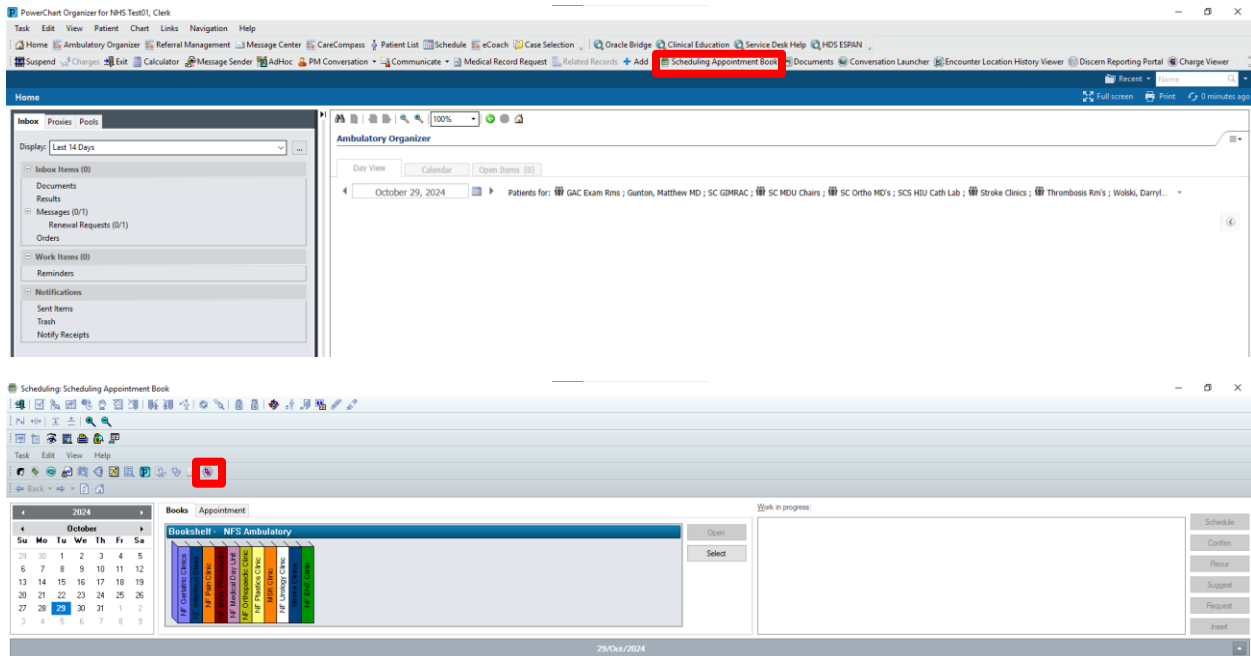 PowerChart Organizer for NHS Test01, Clerk
Task Edit View Patient Chart Links Navigation Help
Home Ambulatory Organizer Referral Management Message Center CareCompass Patient List Schedule eCoach Case Selection Oracle Bridge Clinical Education Service Desk Help HDS ESPAN
Suspend Charges Exit Calculator Message Sender AdHoc PM Conversation Communicate Medical Record Request Related Records Add Scheduling Appointment Book Documents Conversation Launcher Encounter Location History Viewer Discern Reporting Portal Charge Viewer
Recent Name
Home Full screen Print 0 minutes ago
Inbox Proxies Pools
100%
Ambulatory Organizer
Display: Last 14 Days ...
Day View Calendar Open Items (0)
Inbox Items (0)
October 29, 2024 Patients for: GAC Exam Rms ; Gunton, Matthew MD ; SC GIMRAC ; SC MDU Chairs ; SC Ortho MD's ; SCS HIU Cath Lab ; Stroke Clinics ; Thrombosis Rm's ; Wolski, Darryl...
Documents
Results
Messages (0/1)
Renewal Requests (0/1)
Orders
Work Items (0)
Reminders
Notifications
Sent Items
Trash
Notify Receipts
Scheduling: Scheduling Appointment Book
Task Edit View Help
Back
2024
October
Su Mo Tu We Th Fr Sa
29 30 1 2 3 4 5
6 7 8 9 10 11 12
13 14 15 16 17 18 19
20 21 22 23 24 25 26
27 28 29 30 31 1 2
3 4 5 6 7 8 9
Books Appointment
Bookshelf - NFS Ambulatory
NF Geriatric Clinics
NF Pain Clinic
NF Medical Day Unit
NF Orthopaedic Clinic
NF Plastics Clinic
MSK Clinic
NF Urology Clinic
Stroke Clinics
NF ENT Clinic
Open
Select
Work in progress:
Schedule
Confirm
Recur
Suggest
Request
Insert
29/Oct/2024